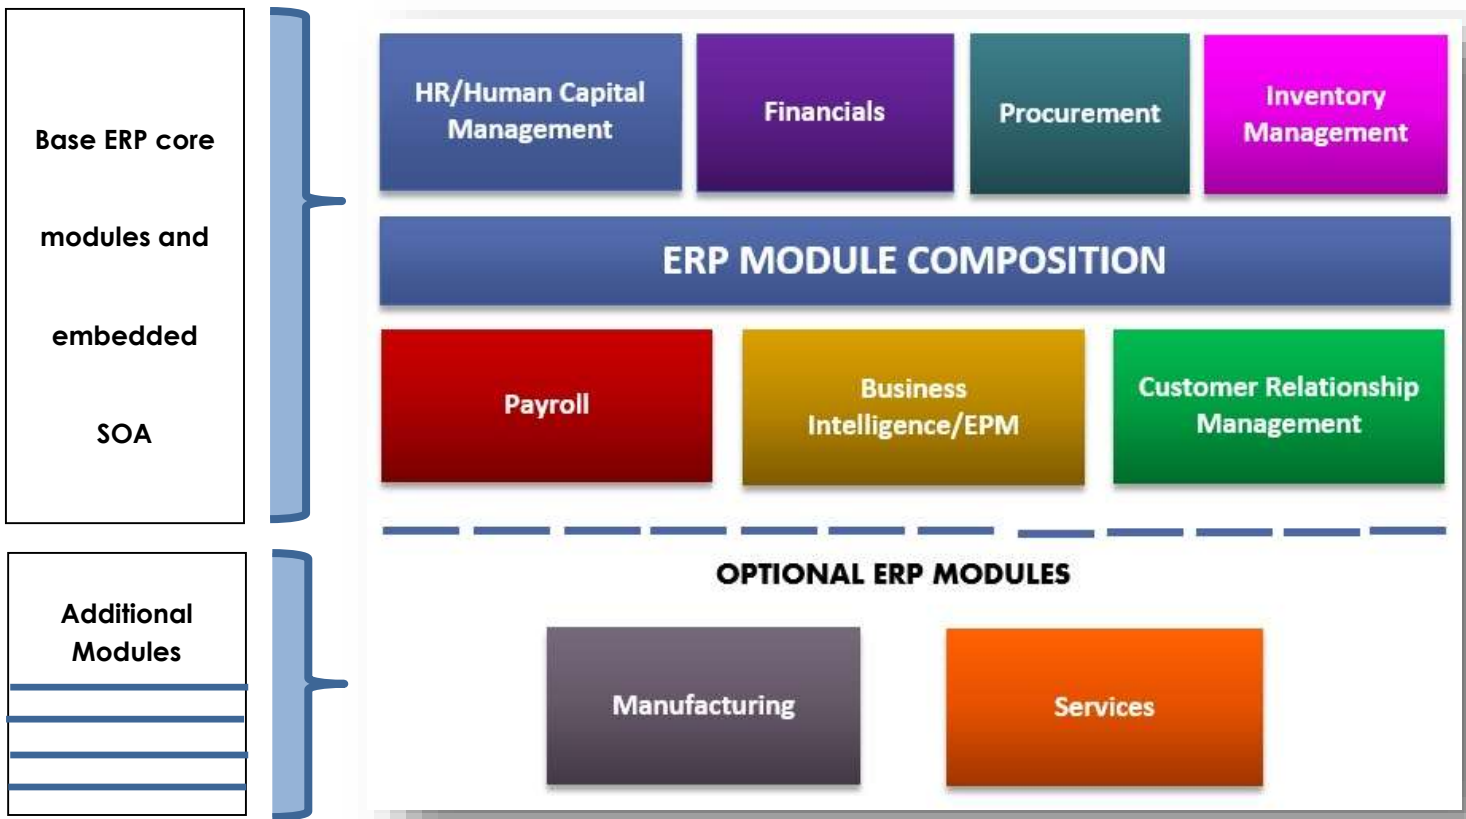 Base ERP core
modules and
embedded
SOA
HR/Human Capital
Management
Financials
Procurement
Inventory
Management
ERP MODULE COMPOSITION
Payroll
Business
Intelligence/EPM
Customer Relationship
Management
Additional
Modules
OPTIONAL ERP MODULES
Manufacturing
Services